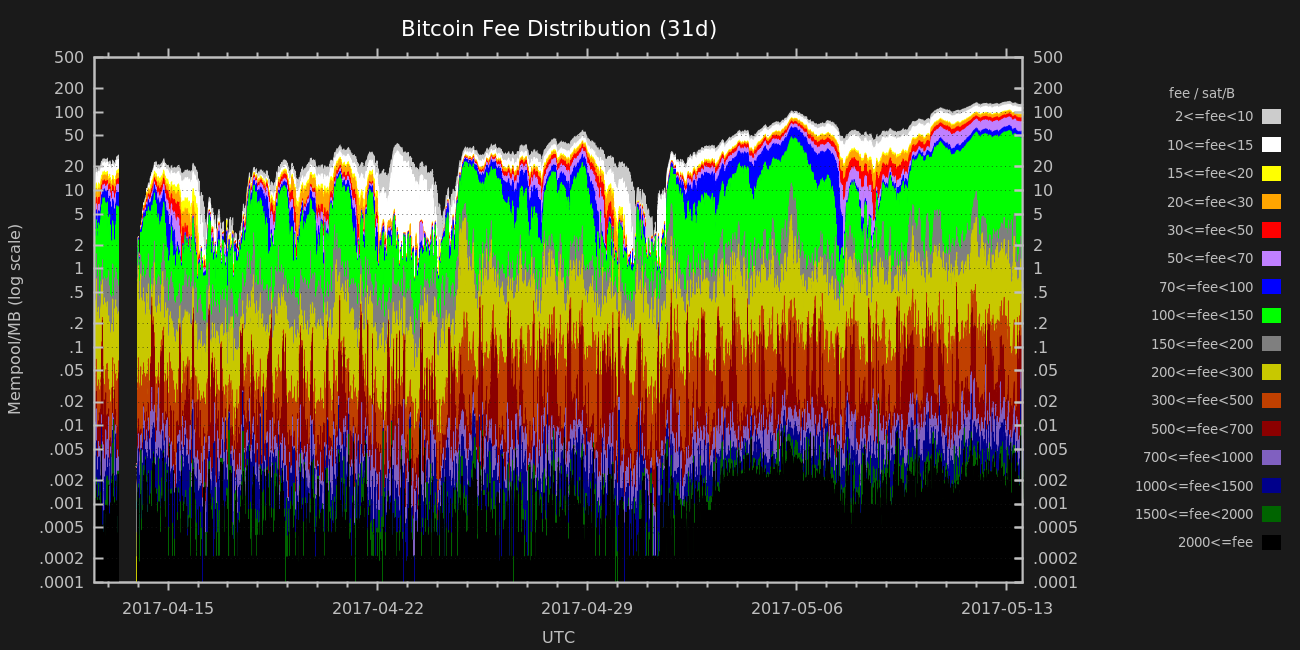 Bitcoin Fee Distribution (31d)
Mempool/MB (log scale)
500
200
100
50
20
10
5
2
1
.5
.2
.1
.05
.02
.01
.005
.002
.001
.0005
.0002
.0001
500
200
100
50
20
10
5
2
1
.5
.2
.1
.05
.02
.01
.005
.002
.001
.0005
.0002
.0001
2017-04-15 2017-04-22 2017-04-29 2017-05-06 2017-05-13
UTC
fee / sat/B
2<=fee<10
10<=fee<15
15<=fee<20
20<=fee<30
30<=fee<50
50<=fee<70
70<=fee<100
100<=fee<150
150<=fee<200
200<=fee<300
300<=fee<500
500<=fee<700
700<=fee<1000
1000<=fee<1500
1500<=fee<2000
2000<=fee